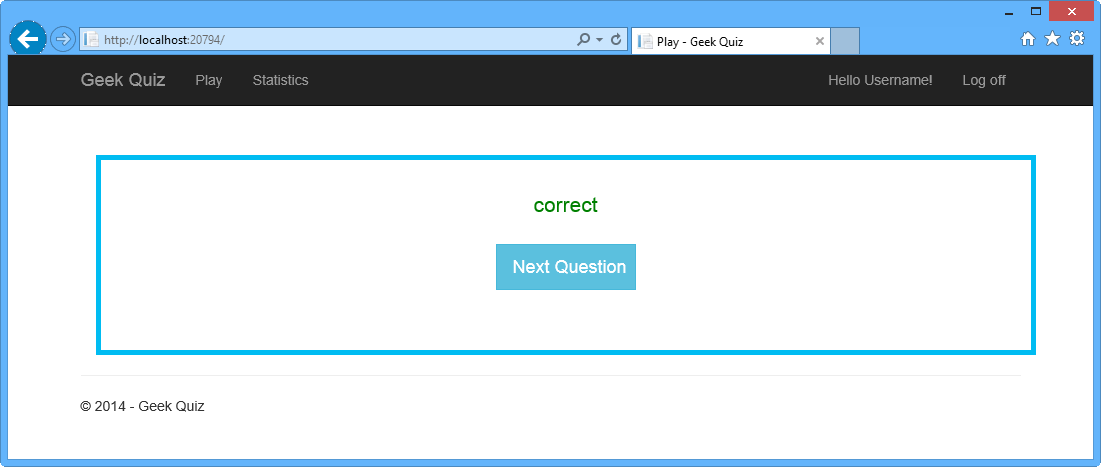 http://localhost:20794/
Play - Geek Quiz
Geek Quiz Play Statistics Hello Username! Log off
correct
Next Question
© 2014 - Geek Quiz